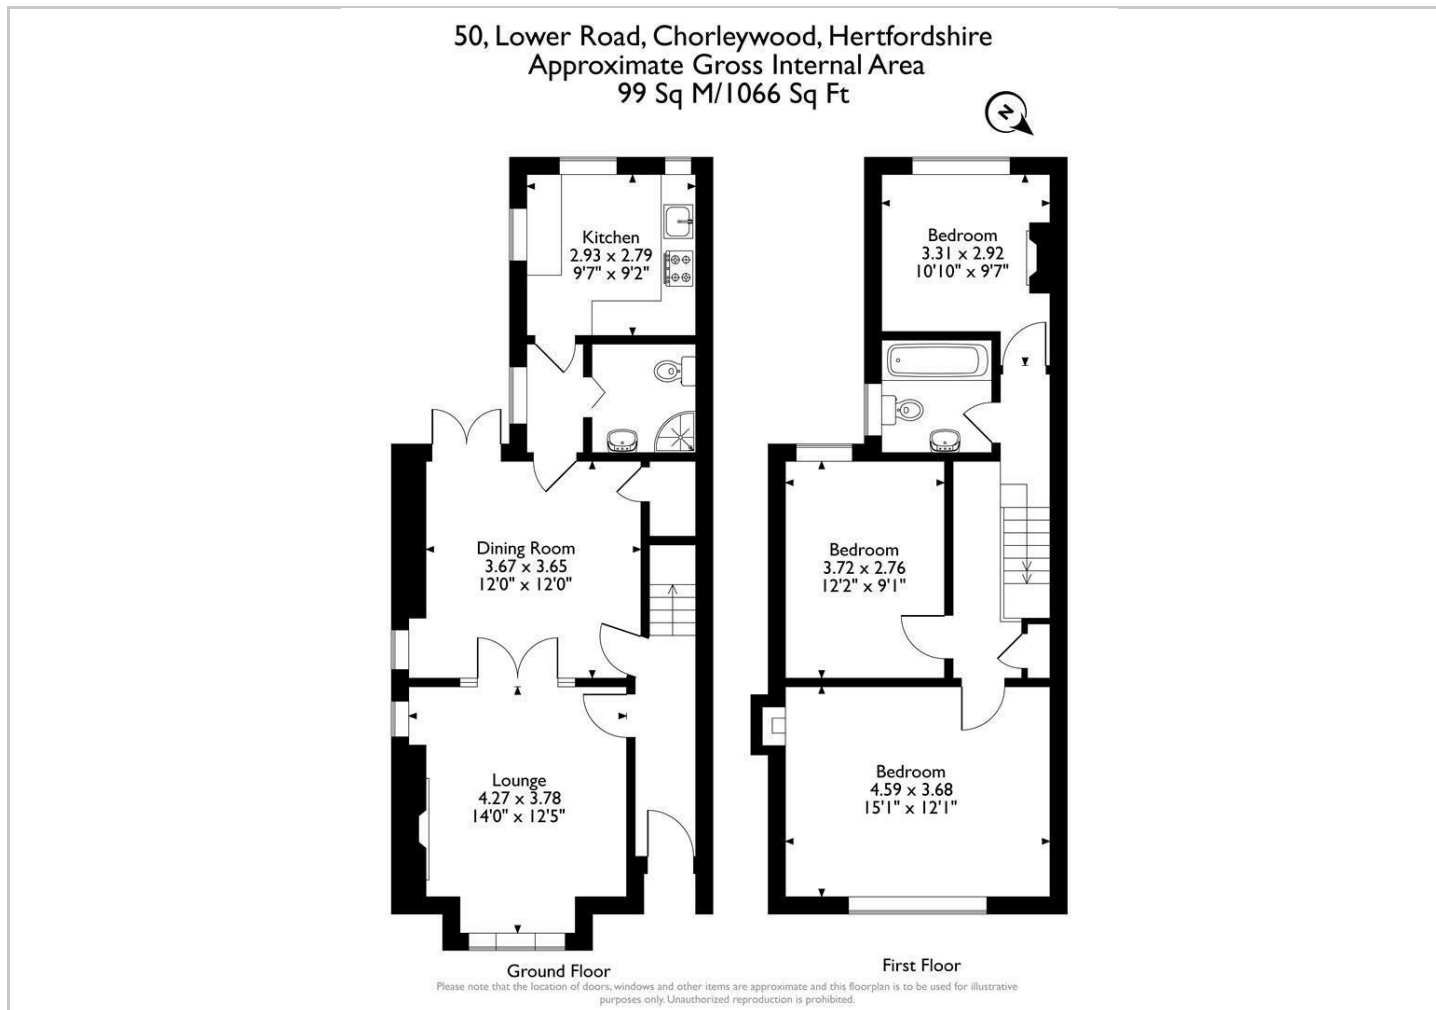 50, Lower Road, Chorleywood, Hertfordshire
Approximate Gross Internal Area
99 Sq M/1066 Sq Ft
N
Kitchen
2.93 x 2.79
9'7" x 9'2"
Dining Room
3.67 x 3.65
12'0" x 12'0"
Lounge
4.27 x 3.78
14'0" x 12'5"
Ground Floor
Bedroom
3.31 x 2.92
10'10" x 9'7"
Bedroom
3.72 x 2.76
12'2" x 9'1"
Bedroom
4.59 x 3.68
15'1" x 12'1"
First Floor
Please note that the location of doors, windows and other items are approximate and this floorplan is to be used for illustrative
purposes only. Unauthorized reproduction is prohibited.